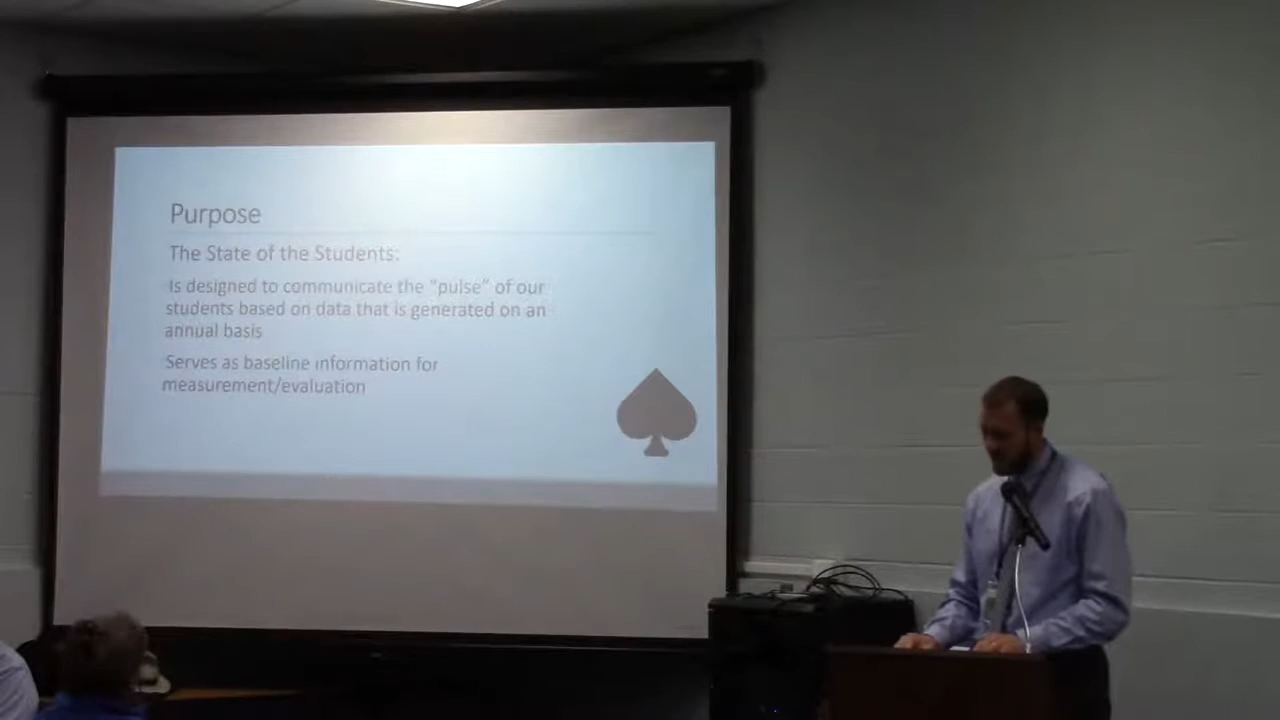 Purpose
The State of the Students:
Is designed to communicate the “pulse” of our
students based on data that is generated on an
annual basis
Serves as baseline information for
measurement/evaluation